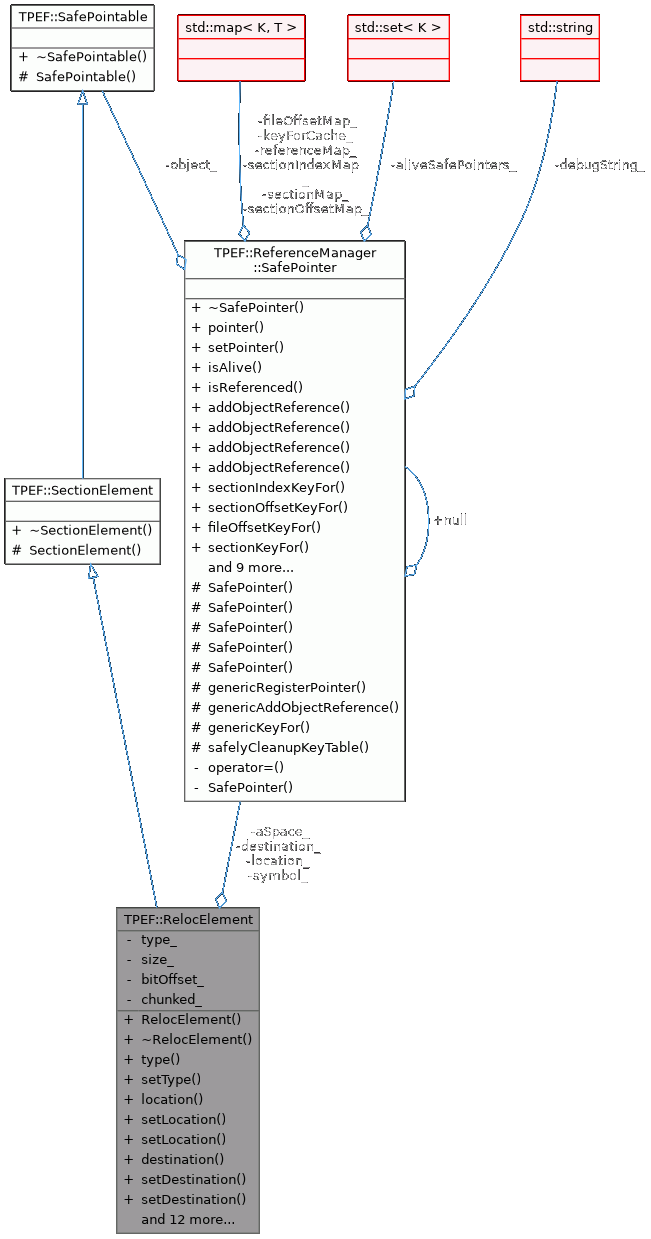 TPEF::SafePointable
+ ~SafePointable()
# SafePointable()
std::map< K, T >
std::set< K >
std::string
-object_
-fileOffsetMap_
-keyForCache_
-referenceMap_
-sectionIndexMap
_
-sectionMap_
-sectionOffsetMap_
-aliveSafePointers_
-debugString_
TPEF::ReferenceManager
::SafePointer
+ ~SafePointer()
+ pointer()
+ setPointer()
+ isAlive()
+ isReferenced()
+ addObjectReference()
+ addObjectReference()
+ addObjectReference()
+ addObjectReference()
+ sectionIndexKeyFor()
+ sectionOffsetKeyFor()
+ fileOffsetKeyFor()
+ sectionKeyFor()
and 9 more...
# SafePointer()
# SafePointer()
# SafePointer()
# SafePointer()
# SafePointer()
# genericRegisterPointer()
# genericAddObjectReference()
# genericKeyFor()
# safelyCleanupKeyTable()
- operator=()
- SafePointer()
+null
TPEF::SectionElement
+ ~SectionElement()
# SectionElement()
-aSpace_
-destination_
-location_
-symbol_
TPEF::RelocElement
- type_
- size_
- bitOffset_
- chunked_
+ RelocElement()
+ ~RelocElement()
+ type()
+ setType()
+ location()
+ setLocation()
+ setLocation()
+ destination()
+ setDestination()
+ setDestination()
and 12 more...